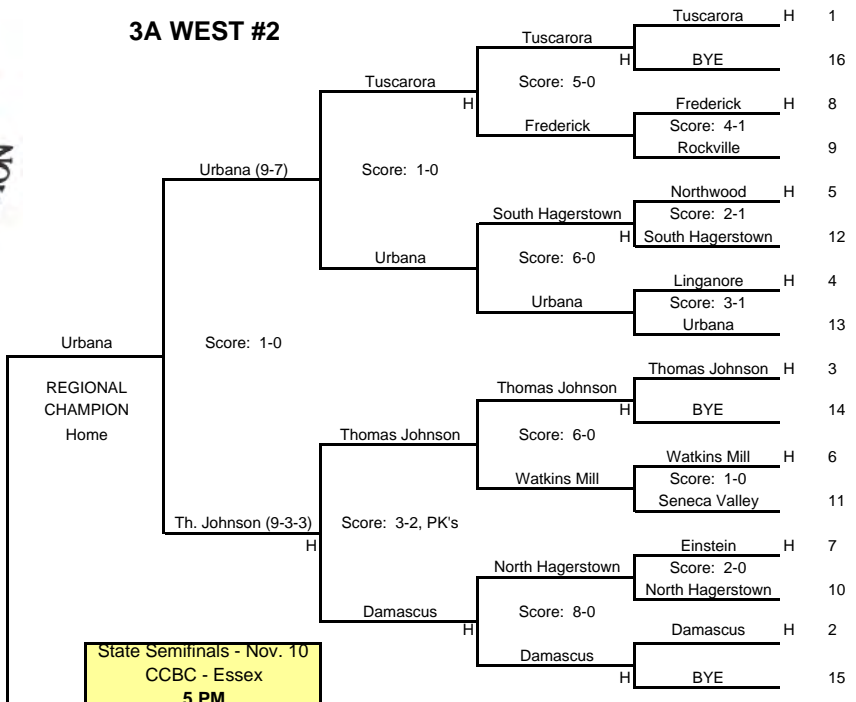 3A WEST #2
Tuscarora H 1
BYE 16
Tuscarora
H
Score: 5-0
Frederick H 8
Score: 4-1
Rockville 9
Frederick
Tuscarora
H
Score: 1-0
Northwood H 5
Score: 2-1
South Hagerstown 12
South Hagerstown
H
Score: 6-0
Linganore H 4
Score: 3-1
Urbana 13
Urbana
Urbana
Urbana (9-7)
Score: 1-0
Urbana
REGIONAL
CHAMPION
Home
Thomas Johnson H 3
BYE 14
Thomas Johnson
H
Score: 6-0
Watkins Mill H 6
Score: 1-0
Seneca Valley 11
Watkins Mill
Thomas Johnson
Score: 3-2, PK's
Th. Johnson (9-3-3)
H
Einstein H 7
Score: 2-0
North Hagerstown 10
North Hagerstown
Score: 8-0
Damascus H 2
BYE 15
Damascus
H
Damascus
H
State Semifinals - Nov. 10
CCBC - Essex
5 PM